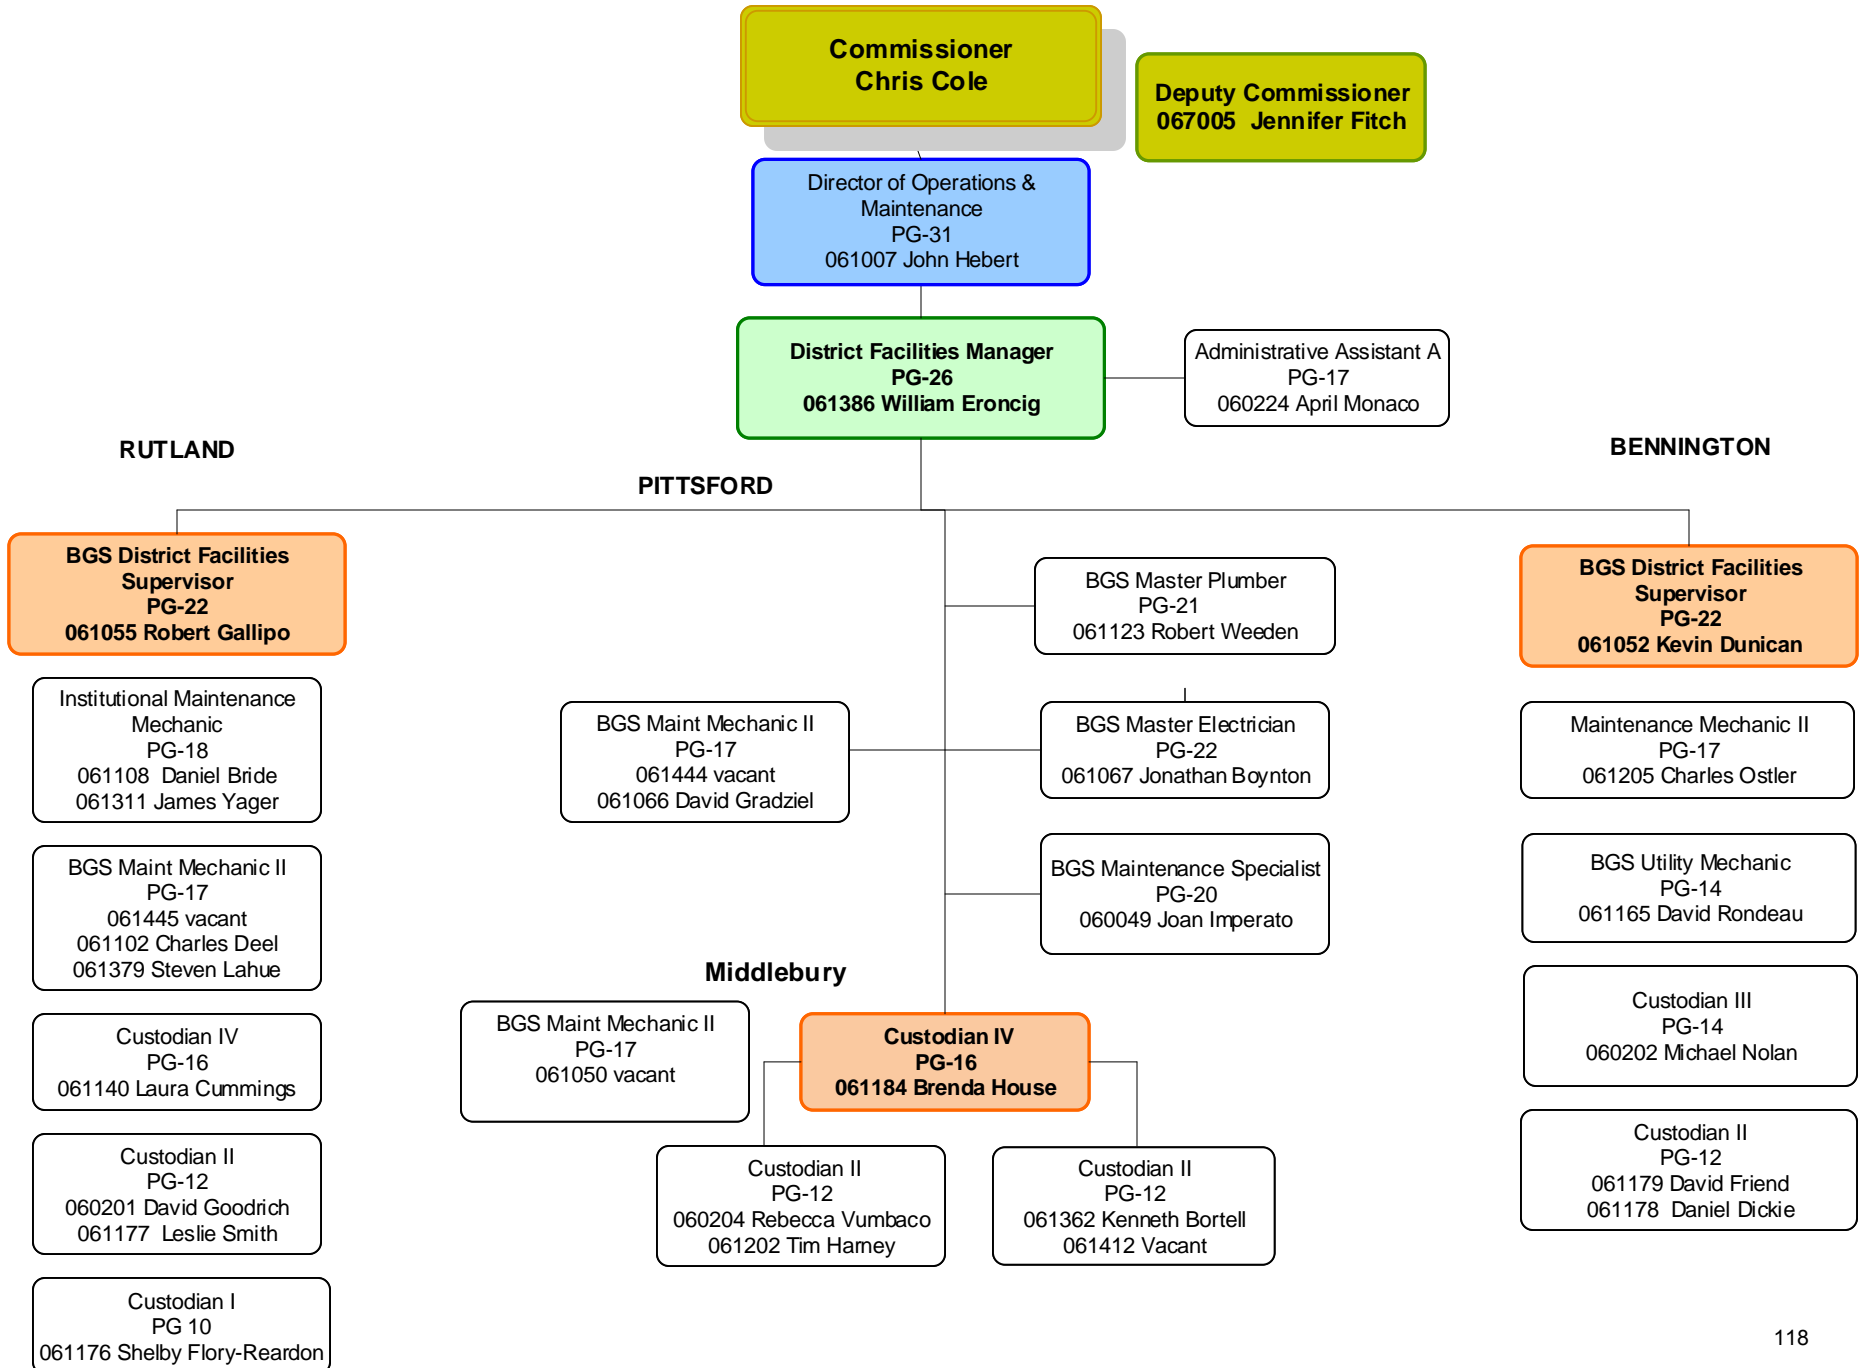 Commissioner
Chris Cole
Deputy Commissioner
067005  Jennifer Fitch
Director of Operations &
Maintenance
PG-31
061007 John Hebert
District Facilities Manager
PG-26
061386 William Eroncig
Administrative Assistant A
PG-17
060224 April Monaco
RUTLAND
PITTSFORD
BENNINGTON
BGS District Facilities
Supervisor
PG-22
061055 Robert Gallipo
Institutional Maintenance
Mechanic
PG-18
061108  Daniel Bride
061311 James Yager
BGS Maint Mechanic II
PG-17
061445 vacant
061102 Charles Deel
061379 Steven Lahue
Custodian IV
PG-16
061140 Laura Cummings
Custodian II
PG-12
060201 David Goodrich
061177  Leslie Smith
Custodian I
PG 10
061176 Shelby Flory-Reardon
BGS Master Plumber
PG-21
061123 Robert Weeden
BGS Maint Mechanic II
PG-17
061444 vacant
061066 David Gradziel
BGS Master Electrician
PG-22
061067 Jonathan Boynton
BGS Maintenance Specialist
PG-20
060049 Joan Imperato
Middlebury
BGS Maint Mechanic II
PG-17
061050 vacant
Custodian IV
PG-16
061184 Brenda House
Custodian II
PG-12
060204 Rebecca Vumbaco
061202 Tim Harney
Custodian II
PG-12
061362 Kenneth Bortell
061412 Vacant
BGS District Facilities
Supervisor
PG-22
061052 Kevin Dunican
Maintenance Mechanic II
PG-17
061205 Charles Ostler
BGS Utility Mechanic
PG-14
061165 David Rondeau
Custodian III
PG-14
060202 Michael Nolan
Custodian II
PG-12
061179 David Friend
061178  Daniel Dickie
118